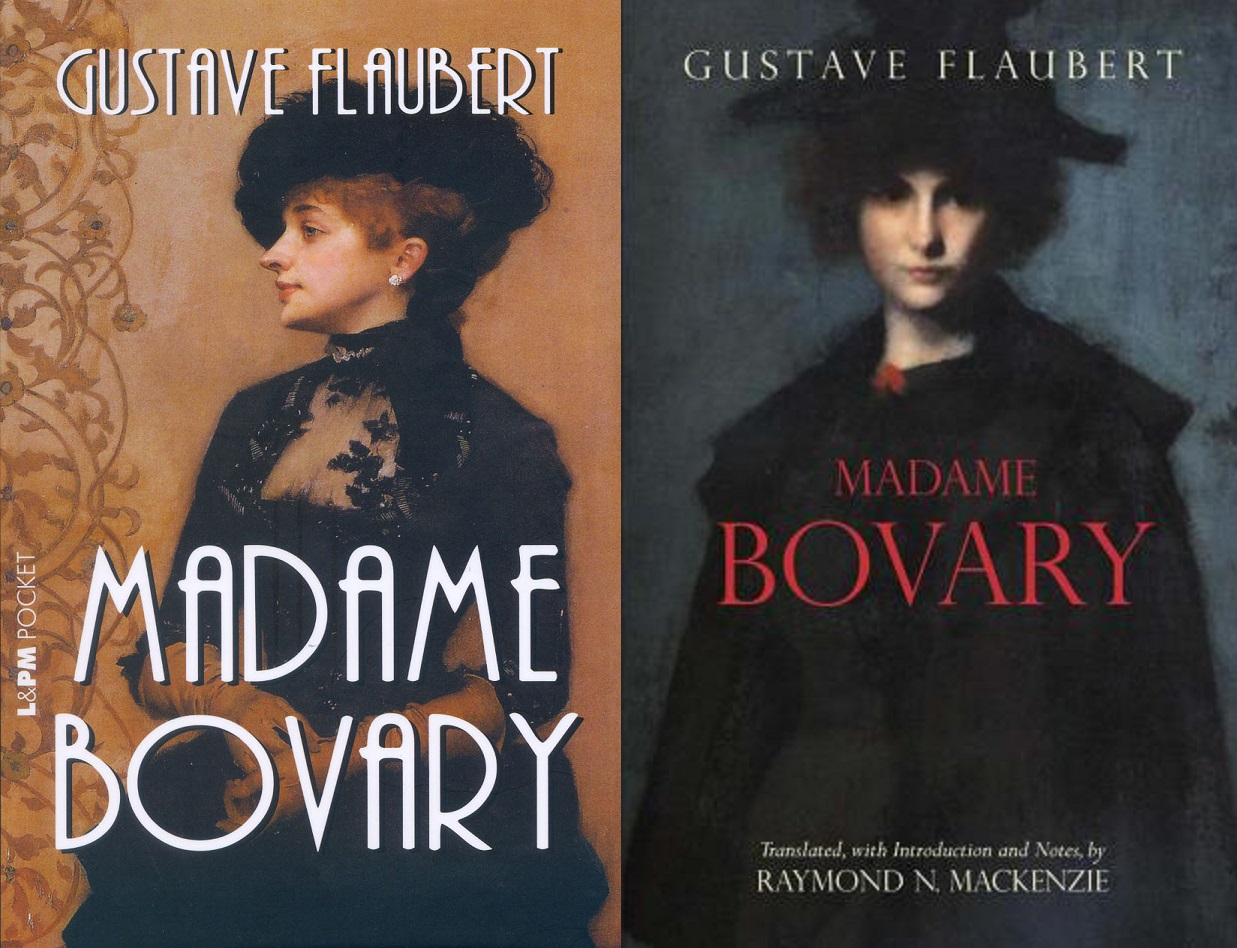 GUSTAVE FLAUBERT
MADAME
BOVARY
L&PM POCKET
GUSTAVE FLAUBERT
MADAME
BOVARY
Translated, with Introduction and Notes, by
RAYMOND N. MACKENZIE